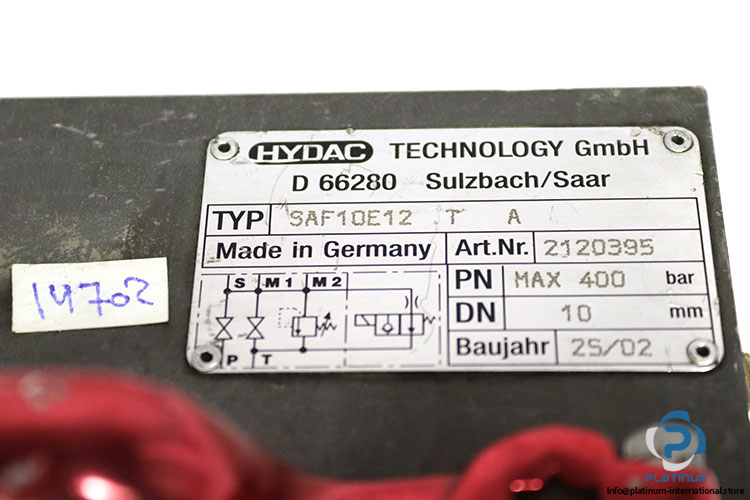 HYDAC TECHNOLOGY GmbH
D 66280 Sulzbach/Saar
TYP SAF10E12 T A
Made in Germany Art.Nr. 2120395
PN MAX 400 bar
DN 10 mm
Baujahr 25/02
S M1 M2
P T
14702
PLATINUM
info@platinum-international.store